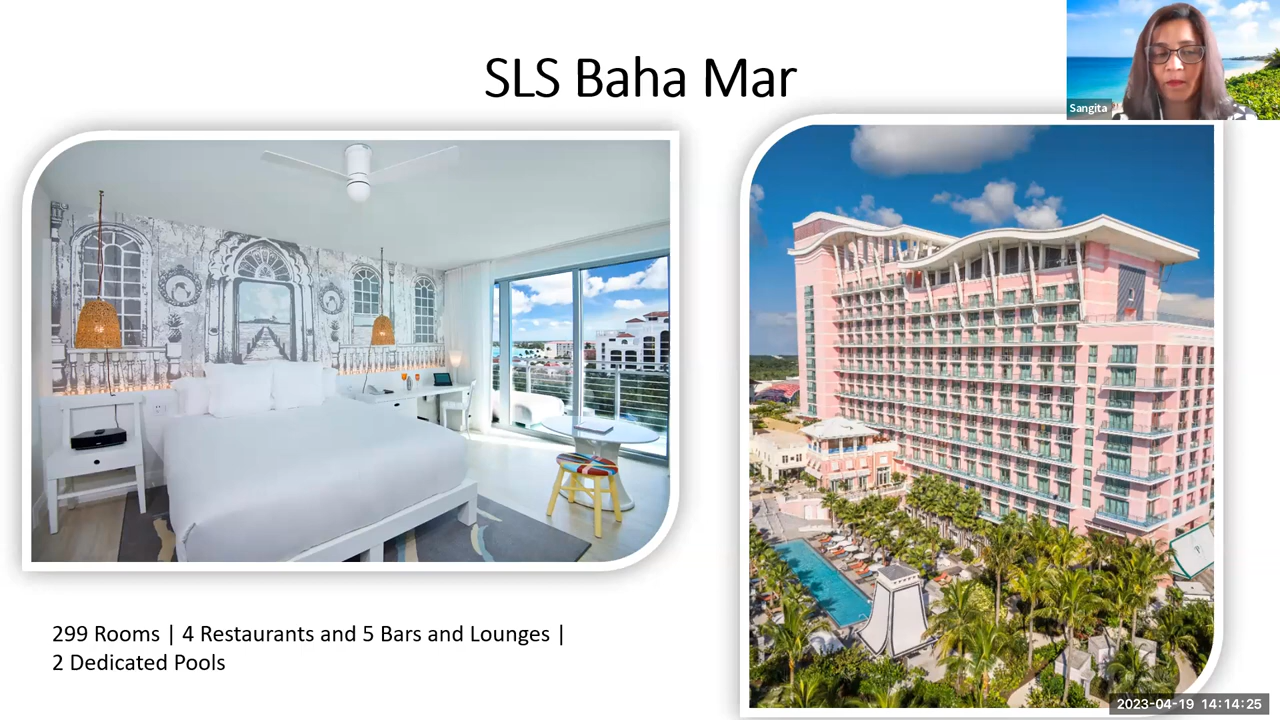 SLS Baha Mar
Sangita
299 Rooms | 4 Restaurants and 5 Bars and Lounges |
2 Dedicated Pools
2023-04-19 14:14:25